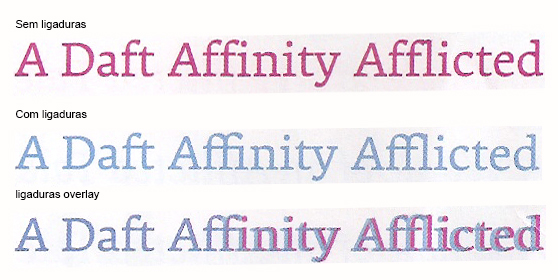 Sem ligaduras
A Daft Affinity Afflicted
Com ligaduras
A Daft Affinity Afflicted
ligaduras overlay
A Daft Affinity Afflicted